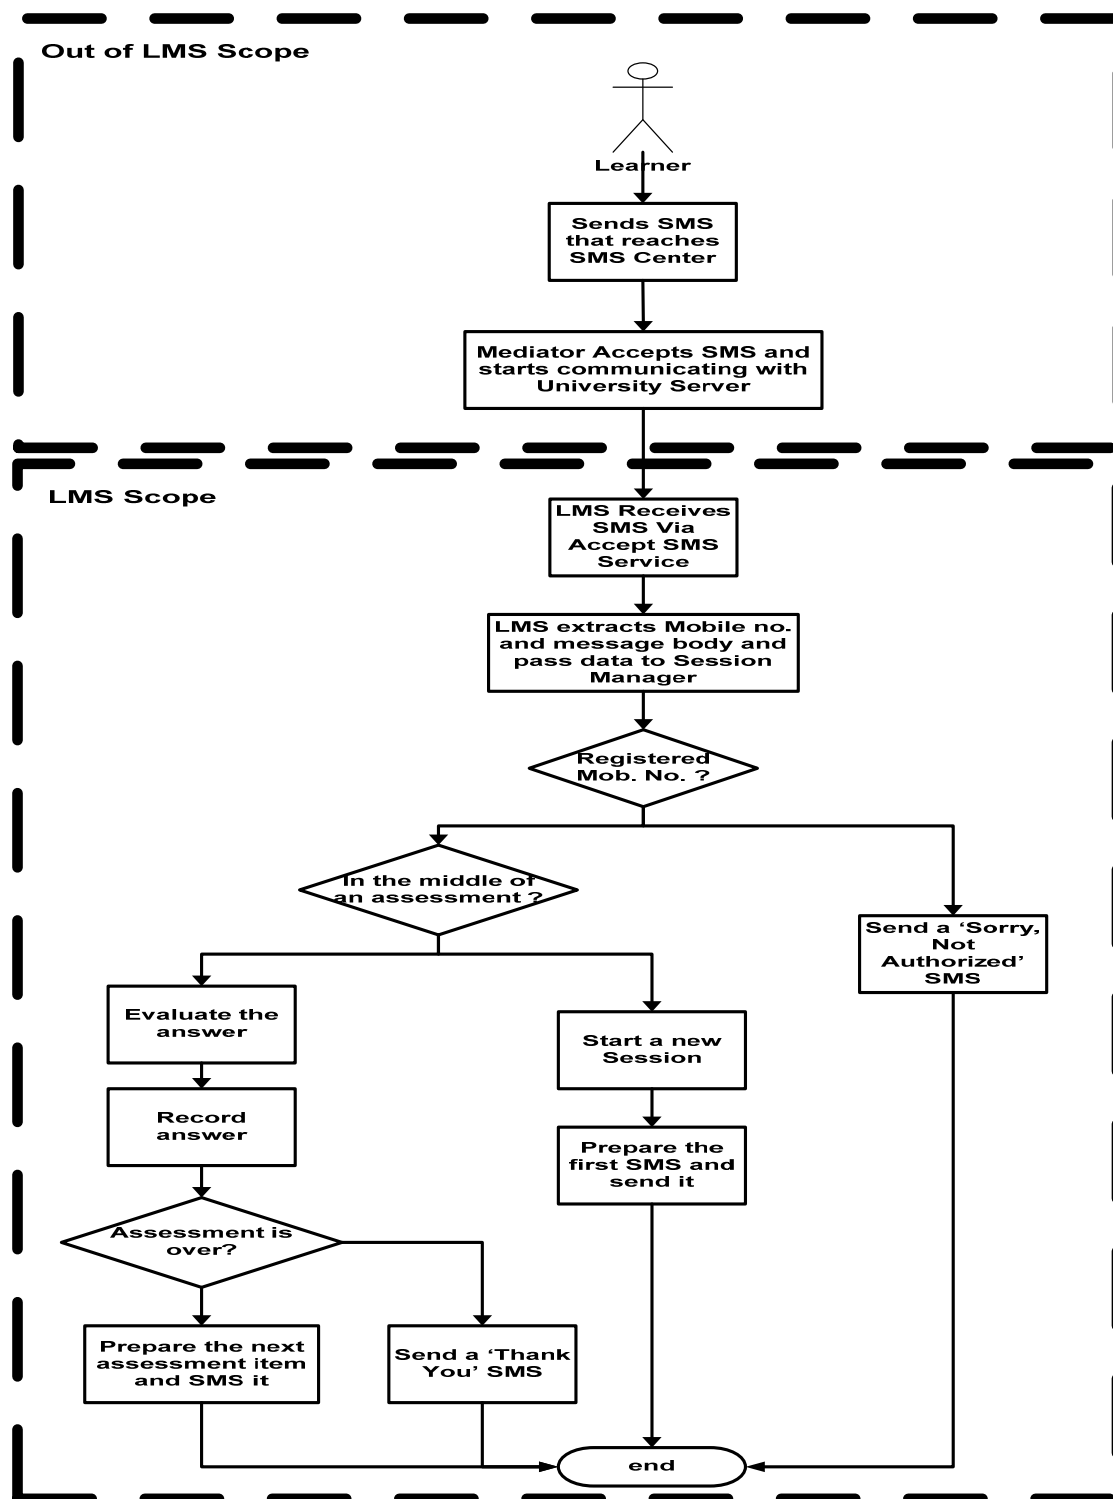 Out of LMS Scope
Learner
Sends SMS
that reaches
SMS Center
Mediator Accepts SMS and
starts communicating with
University Server
LMS Scope
LMS Receives
SMS Via
Accept SMS
Service
LMS extracts Mobile no.
and message body and
pass data to Session
Manager
Registered
Mob. No. ?
In the middle of
an assessment ?
Send a ‘Sorry,
Not
Authorized’
SMS
Evaluate the
answer
Start a new
Session
Record
answer
Prepare the
first SMS and
send it
Assessment is
over?
Prepare the next
assessment item
and SMS it
Send a ‘Thank
You’ SMS
end